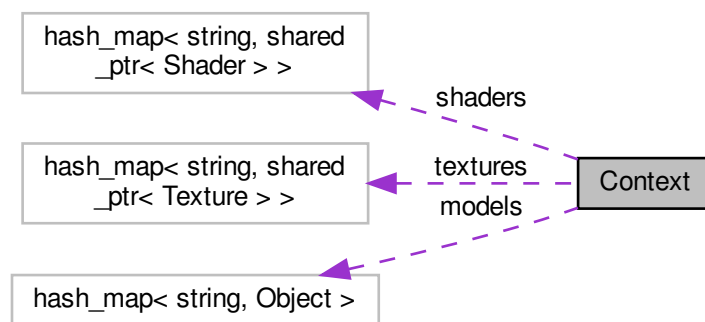 hash_map< string, shared
_ptr< Shader > >
shaders
hash_map< string, shared
_ptr< Texture > >
textures
Context
models
hash_map< string, Object >